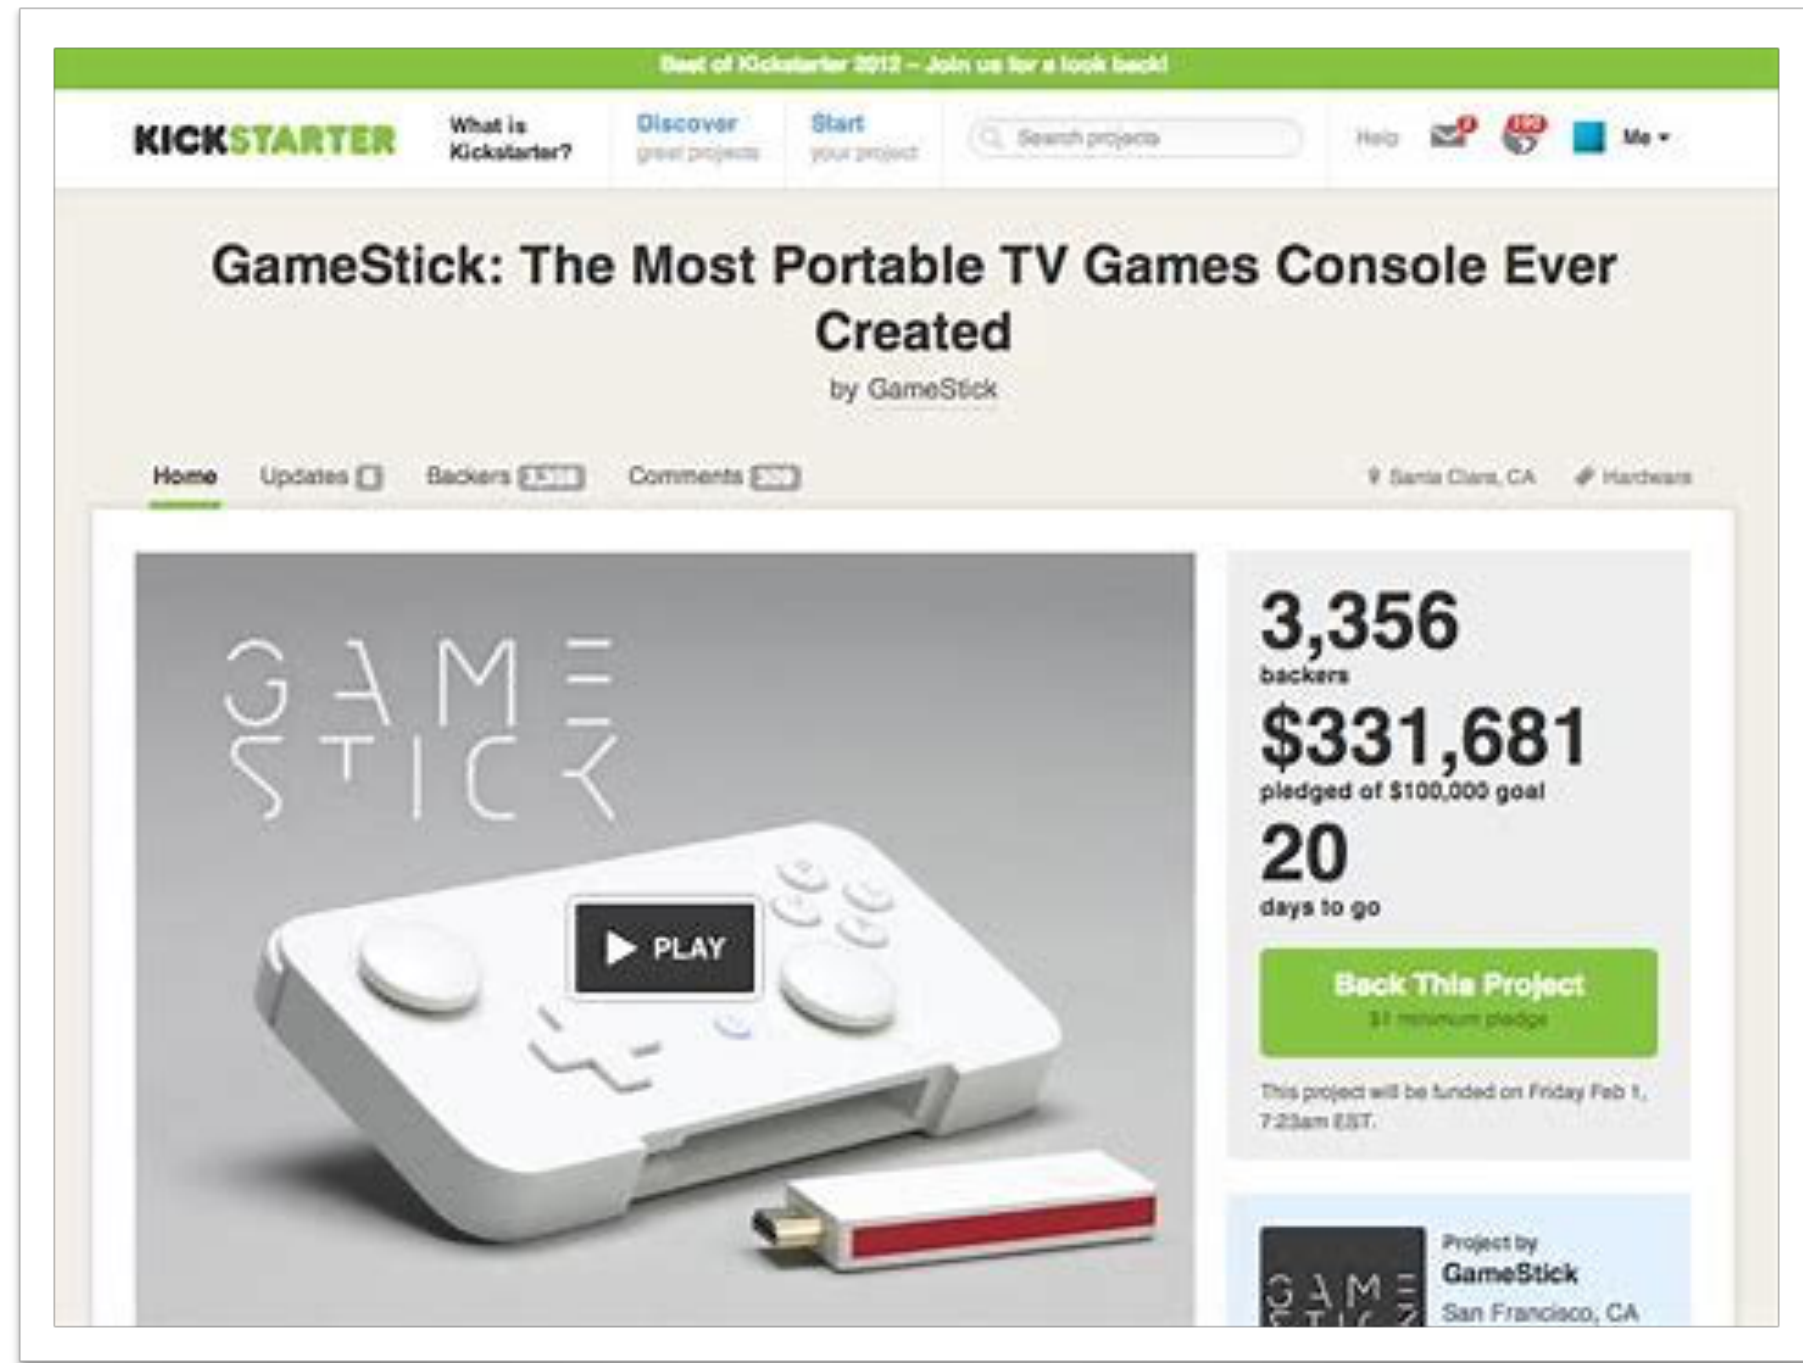 Best of Kickstarter 2012 – Join us for a look back!
KICKSTARTER
What is
Kickstarter?
Discover
great projects
Start
your project
Search projects
Help
Me
GameStick: The Most Portable TV Games Console Ever
Created
by GameStick
Home Updates Backers Comments
Santa Clara, CA Hardware
GAME
STICK
PLAY
3,356
backers
$331,681
pledged of $100,000 goal
20
days to go
Back This Project
$1 minimum pledge
This project will be funded on Friday Feb 1,
7:23am EST.
GAME
STICK
Project by
GameStick
San Francisco, CA